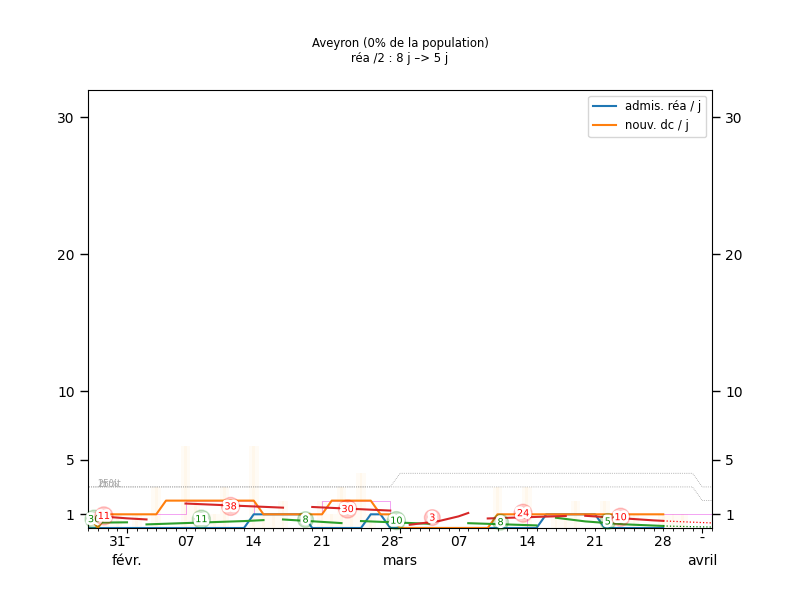 Aveyron (0% de la population)
réa /2 : 8 j –> 5 j
admis. réa / j
nouv. dc / j
30 30
20 20
10 10
5 5
1 1
11 11 38 8 19 30 10 3 8 24 5 10
31 07 14 21 28 07 14 21 28
févr. mars avril